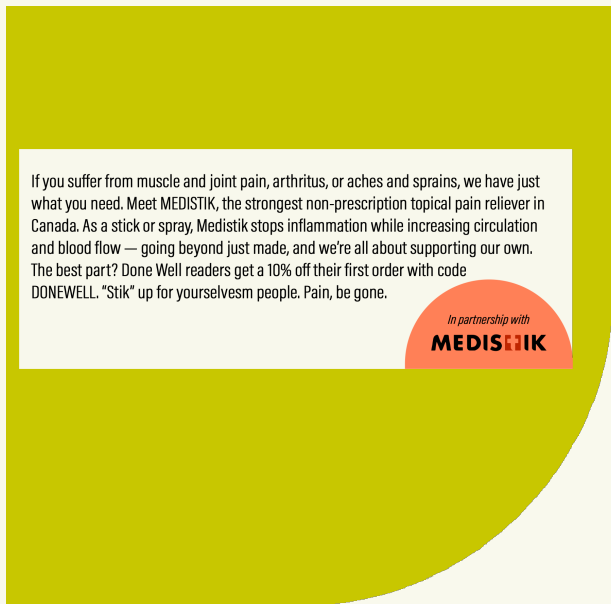 If you suffer from muscle and joint pain, arthritus, or aches and sprains, we have just
what you need. Meet MEDISTIK, the strongest non-prescription topical pain reliever in
Canada. As a stick or spray, Medistik stops inflammation while increasing circulation
and blood flow — going beyond just made, and we're all about supporting our own.
The best part? Done Well readers get a 10% off their first order with code
DONEWELL. “Stik” up for yourselvesm people. Pain, be gone.
In partnership with
MEDISTIK